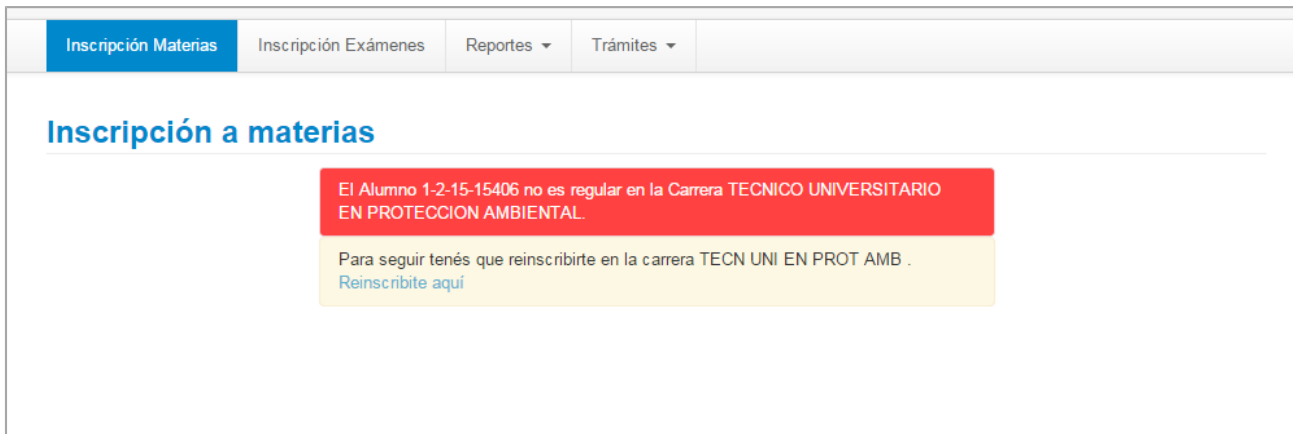 Inscripción Materias Inscripción Exámenes Reportes Trámites
Inscripción a materias
El Alumno 1-2-15-15406 no es regular en la Carrera TECNICO UNIVERSITARIO
EN PROTECCION AMBIENTAL.
Para seguir tenés que reinscribirte en la carrera TECN UNI EN PROT AMB .
Reinscribite aquí